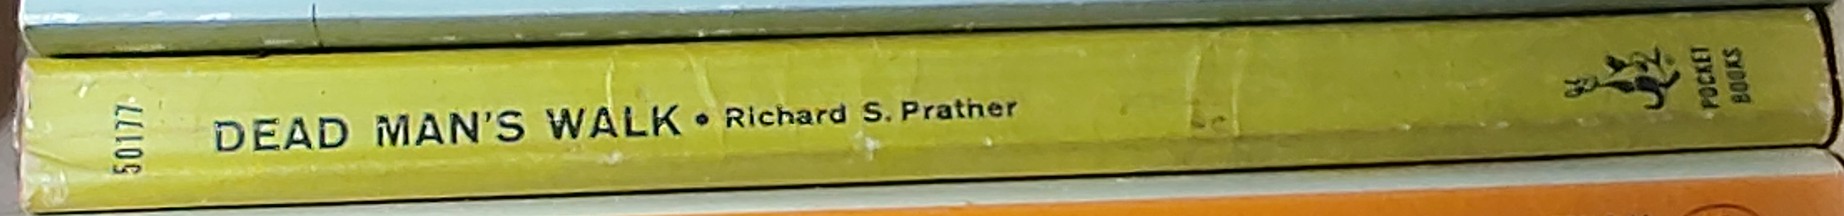 50177
DEAD MAN'S WALK • Richard S. Prather
POCKET
BOOKS